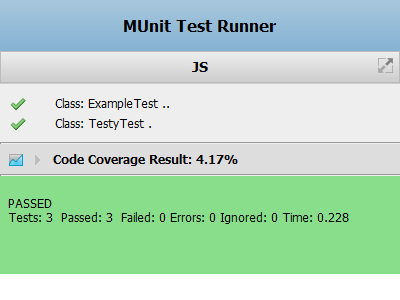 MUnit Test Runner
JS
Class: ExampleTest ..
Class: TestyTest .
Code Coverage Result: 4.17%
PASSED
Tests: 3 Passed: 3 Failed: 0 Errors: 0 Ignored: 0 Time: 0.228